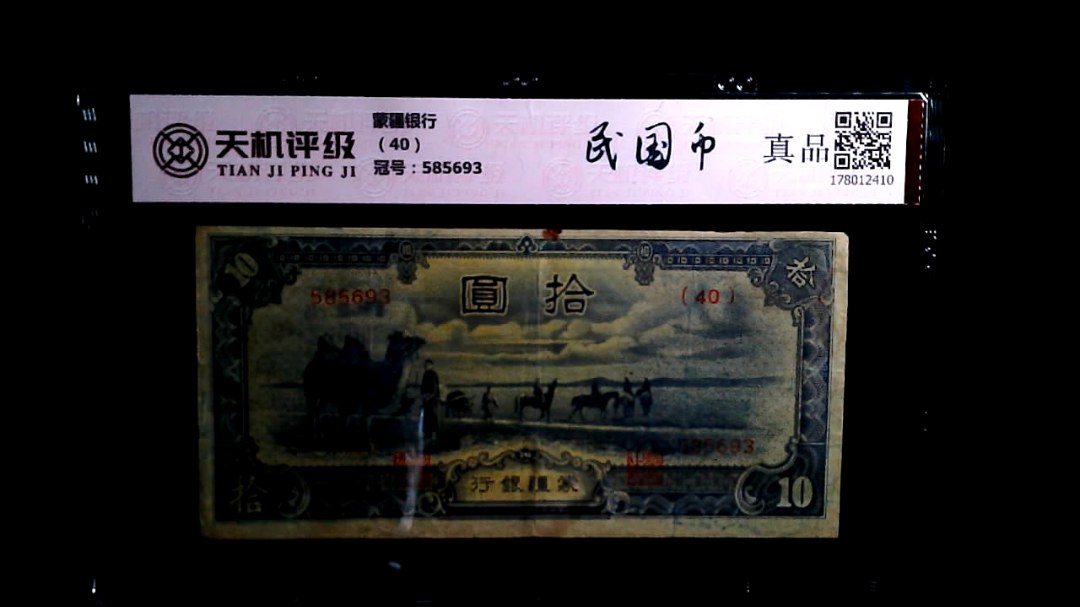 天机评级
TIAN JI PING JI
蒙疆银行
（40）
冠号：585693
民国币
真品
178012410
10
拾
585693
圓 拾
（40）
585693
行銀疆蒙
拾
10